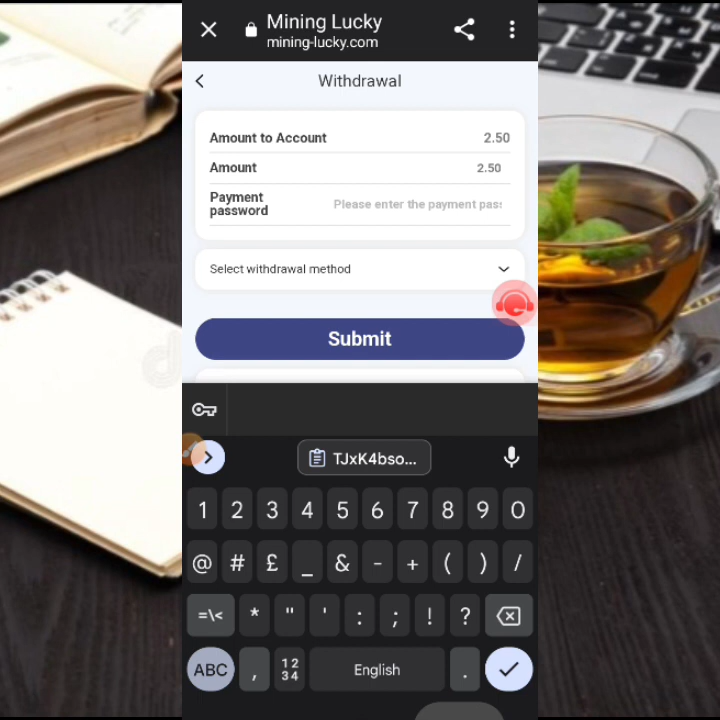 Mining Lucky
mining-lucky.com
Withdrawal
Amount to Account 2.50
Amount 2.50
Payment
password
Please enter the payment pas
Select withdrawal method
Submit
TJxK4bso...
1 2 3 4 5 6 7 8 9 0
@ # £ _ & - + ( ) /
=\< * " ' : ; ! ?
ABC , 12 English .
34